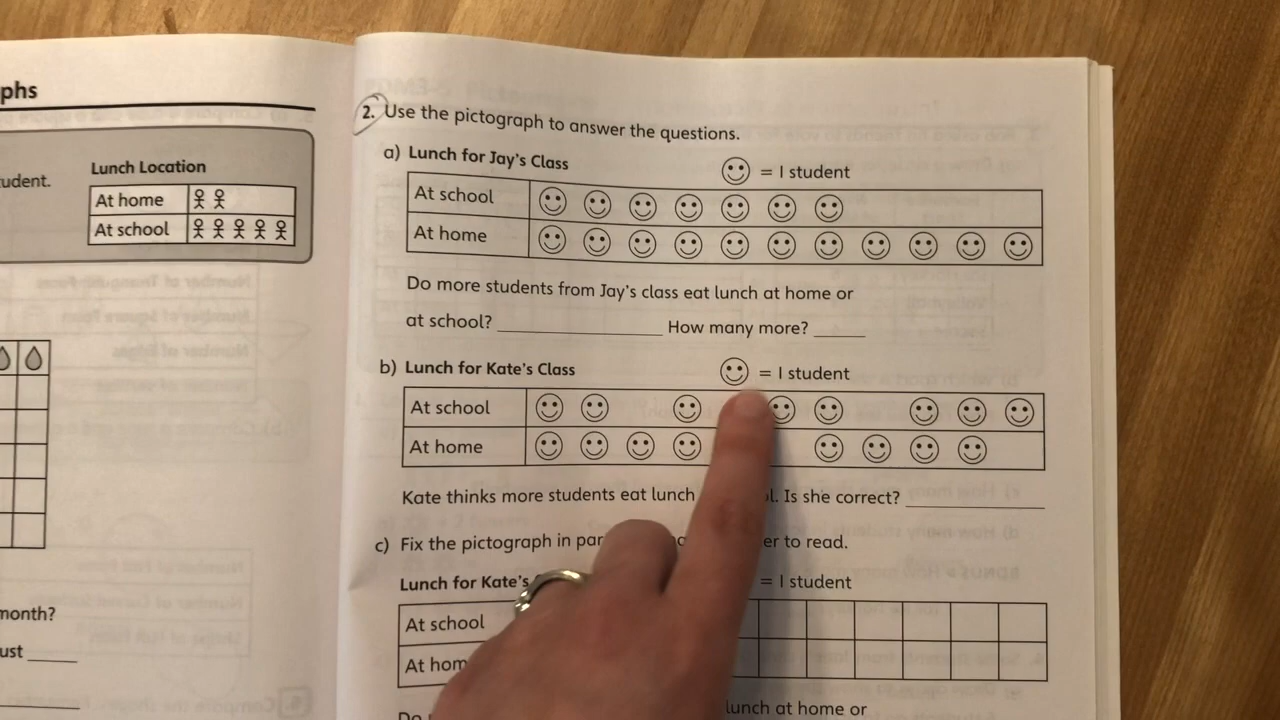 phs
udent.
Lunch Location
At home
At school
month?
ust
2. Use the pictograph to answer the questions.
a) Lunch for Jay's Class
= 1 student
At school
At home
Do more students from Jay's class eat lunch at home or
at school? ____________ How many more? ____
b) Lunch for Kate's Class
= 1 student
At school
At home
Kate thinks more students eat lunch l. Is she correct? ____________
c) Fix the pictograph in par er to read.
Lunch for Kate's
= 1 student
At school
At hom
Do
lunch at home or